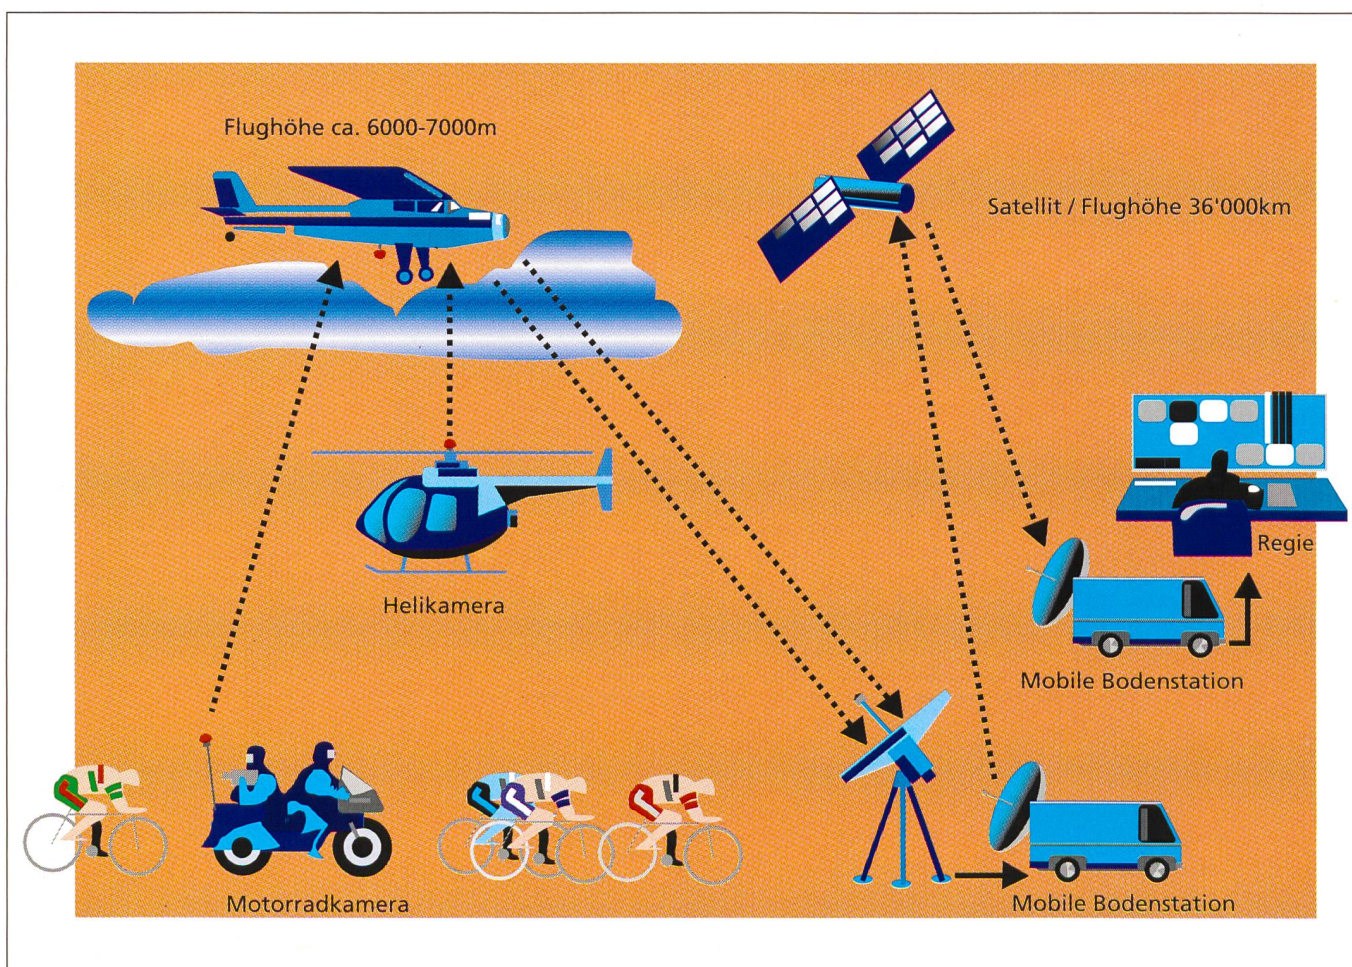 Flughöhe ca. 6000-7000m
Satellit / Flughöhe 36'000km
Regie
Helikamera
Mobile Bodenstation
Motorradkamera
Mobile Bodenstation